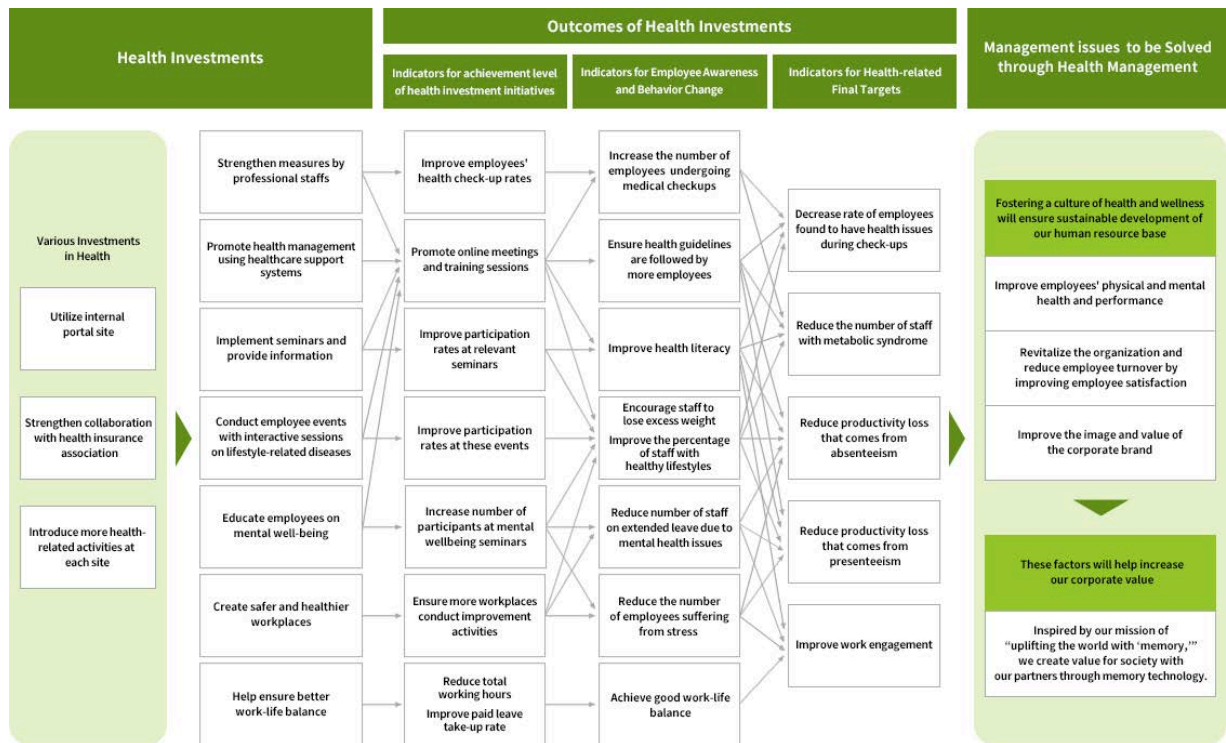 Health Investments
Outcomes of Health Investments
Indicators for achievement level
of health investment initiatives
Indicators for Employee Awareness
and Behavior Change
Indicators for Health-related
Final Targets
Management issues to be Solved
through Health Management
Various Investments
in Health
Utilize internal
portal site
Strengthen collaboration
with health insurance
association
Introduce more health-
related activities at
each site
Strengthen measures by
professional staffs
Promote health management
using healthcare support
systems
Implement seminars and
provide information
Conduct employee events
with interactive sessions
on lifestyle-related diseases
Educate employees on
mental well-being
Create safer and healthier
workplaces
Help ensure better
work-life balance
Improve employees'
health check-up rates
Promote online meetings
and training sessions
Improve participation
rates at relevant
seminars
Improve participation
rates at these events
Increase number of
participants at mental
wellbeing seminars
Ensure more workplaces
conduct improvement
activities
Reduce total
working hours
Improve paid leave
take-up rate
Increase the number of
employees undergoing
medical checkups
Ensure health guidelines
are followed by
more employees
Improve health literacy
Encourage staff to
lose excess weight
Improve the percentage
of staff with
healthy lifestyles
Reduce number of staff
on extended leave due to
mental health issues
Reduce the number
of employees suffering
from stress
Achieve good work-life
balance
Decrease rate of employees
found to have health issues
during check-ups
Reduce the number of staff
with metabolic syndrome
Reduce productivity loss
that comes from
absenteeism
Reduce productivity loss
that comes from
presenteeism
Improve work engagement
Fostering a culture of health and wellness
will ensure sustainable development of
our human resource base
Improve employees' physical and mental
health and performance
Revitalize the organization and
reduce employee turnover by
improving employee satisfaction
Improve the image and value of
the corporate brand
These factors will help increase
our corporate value
Inspired by our mission of
“uplifting the world with ‘memory,’”
we create value for society with
our partners through memory technology.